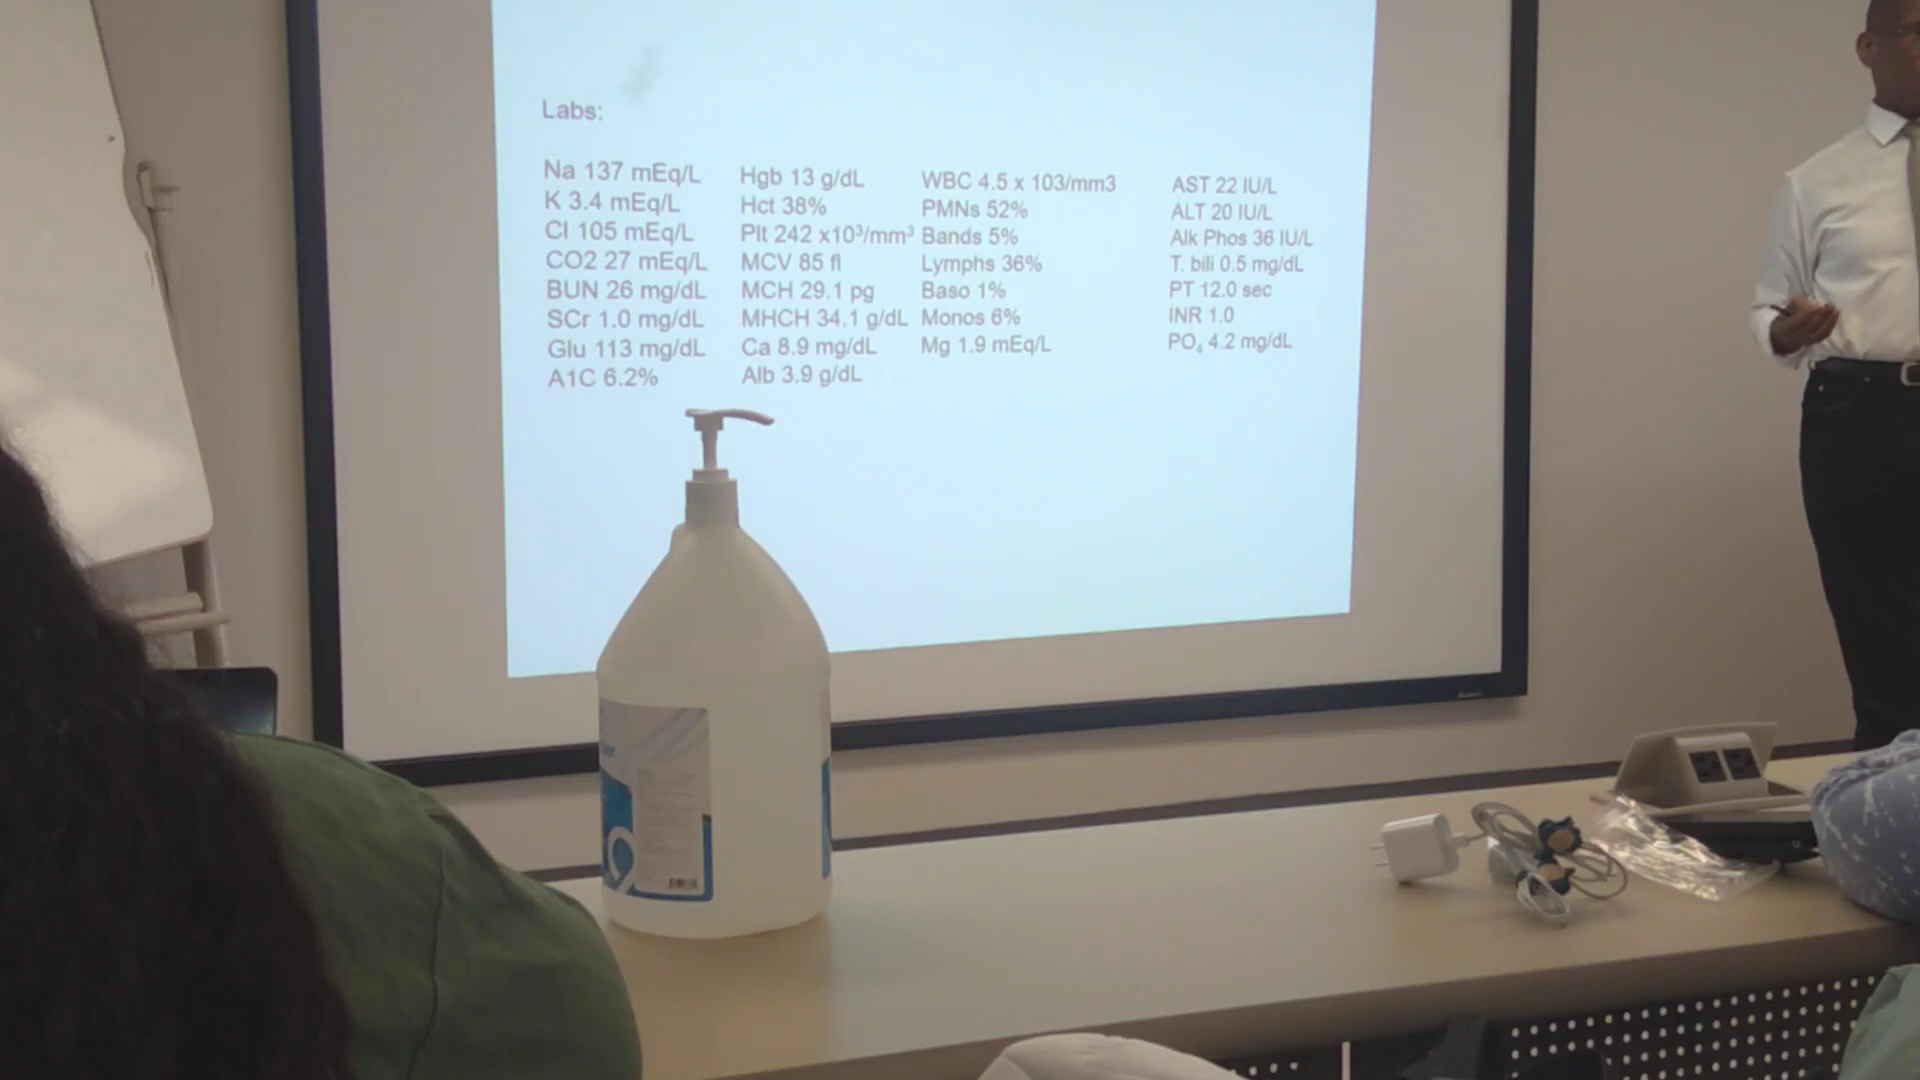 Labs:
Na 137 mEq/L
K 3.4 mEq/L
Cl 105 mEq/L
CO2 27 mEq/L
BUN 26 mg/dL
SCr 1.0 mg/dL
Glu 113 mg/dL
A1C 6.2%
Hgb 13 g/dL
Hct 38%
Plt 242 x10³/mm³
MCV 85 fl
MCH 29.1 pg
MHCH 34.1 g/dL
Ca 8.9 mg/dL
Alb 3.9 g/dL
WBC 4.5 x 103/mm3
PMNs 52%
Bands 5%
Lymphs 36%
Baso 1%
Monos 6%
Mg 1.9 mEq/L
AST 22 IU/L
ALT 20 IU/L
Alk Phos 36 IU/L
T. bili 0.5 mg/dL
PT 12.0 sec
INR 1.0
PO₄ 4.2 mg/dL